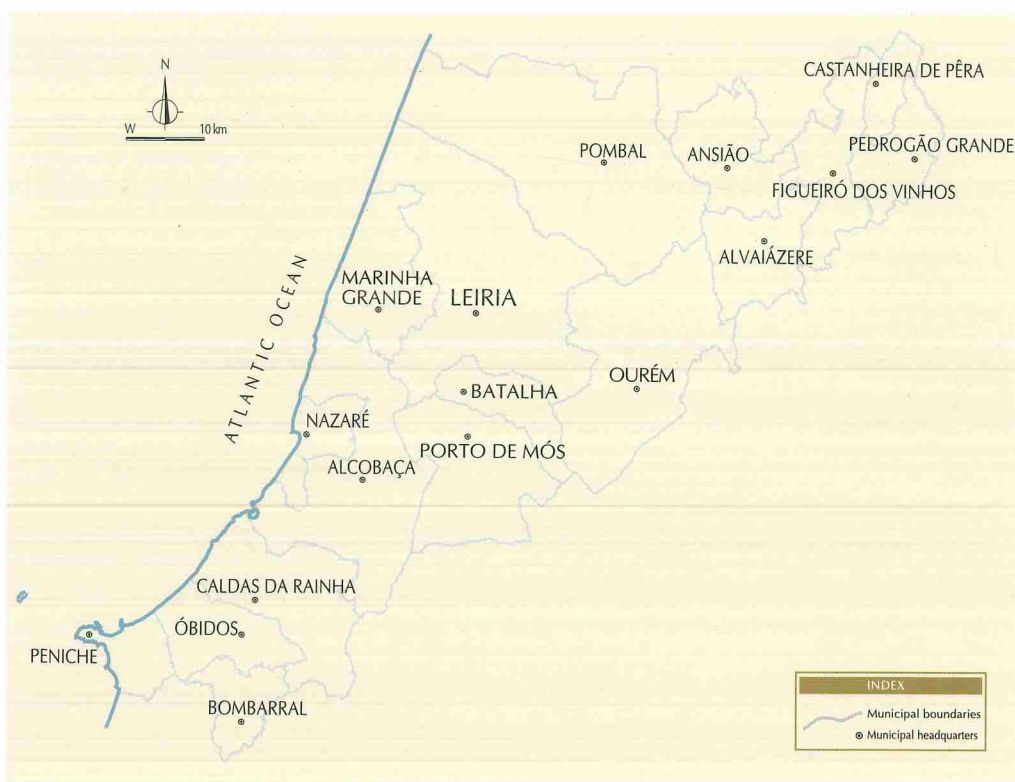 N
W
10 km
CASTANHEIRA DE PÊRA
POMBAL
ANSIÃO
PEDROGÃO GRANDE
FIGUEIRÓ DOS VINHOS
ALVAIÁZERE
ATLANTIC OCEAN
MARINHA
GRANDE
LEIRIA
OURÉM
BATALHA
NAZARÉ
PORTO DE MÓS
ALCOBAÇA
CALDAS DA RAINHA
ÓBIDOS
PENICHE
BOMBARRAL
INDEX
Municipal boundaries
Municipal headquarters